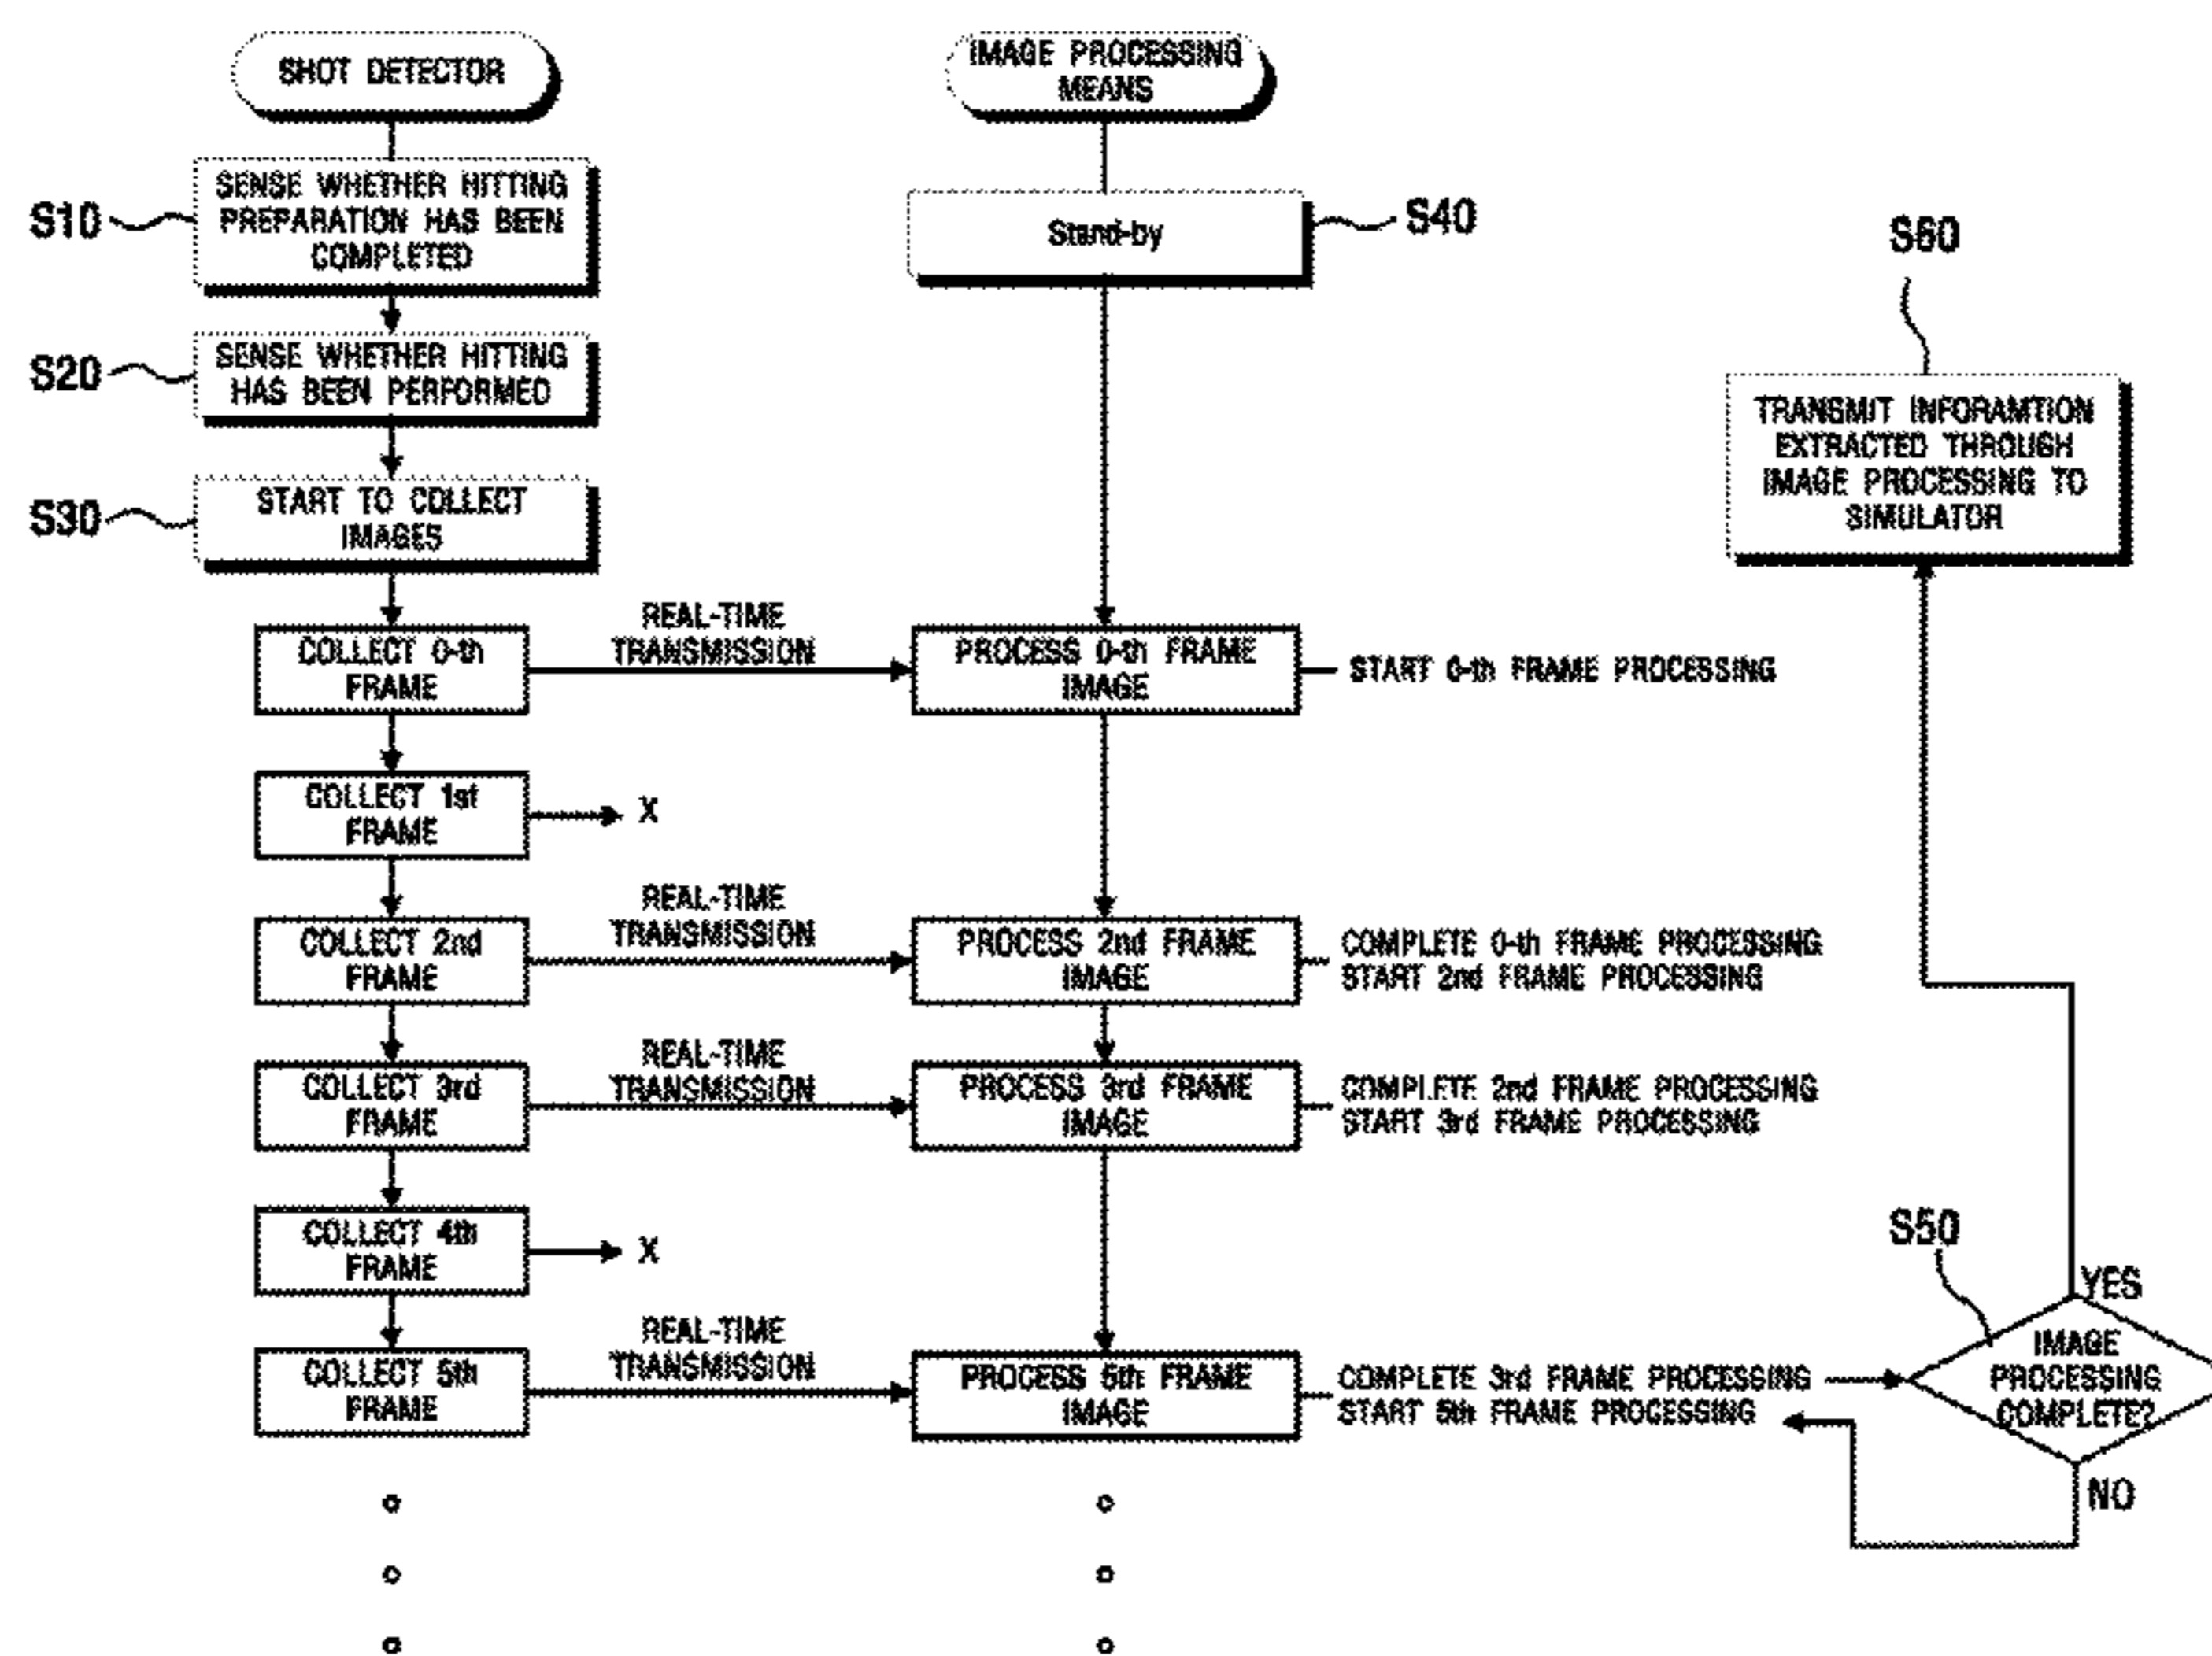 SHOT DETECTOR
IMAGE PROCESSING
MEANS
S10
SENSE WHETHER HITTING
PREPARATION HAS BEEN
COMPLETED
Stand-by
S40
S60
S20
SENSE WHETHER HITTING
HAS BEEN PERFORMED
TRANSMIT INFORAMTION
EXTRACTED THROUGH
IMAGE PROCESSING TO
SIMULATOR
S30
START TO COLLECT
IMAGES
COLLECT 0-th
FRAME
REAL-TIME
TRANSMISSION
PROCESS 0-th FRAME
IMAGE
START 0-th FRAME PROCESSING
COLLECT 1st
FRAME
X
COLLECT 2nd
FRAME
REAL-TIME
TRANSMISSION
PROCESS 2nd FRAME
IMAGE
COMPLETE 0-th FRAME PROCESSING
START 2nd FRAME PROCESSING
COLLECT 3rd
FRAME
REAL-TIME
TRANSMISSION
PROCESS 3rd FRAME
IMAGE
COMPLETE 2nd FRAME PROCESSING
START 3rd FRAME PROCESSING
COLLECT 4th
FRAME
X
S50
YES
COLLECT 5th
FRAME
REAL-TIME
TRANSMISSION
PROCESS 5th FRAME
IMAGE
COMPLETE 3rd FRAME PROCESSING
START 5th FRAME PROCESSING
IMAGE
PROCESSING
COMPLETE?
NO